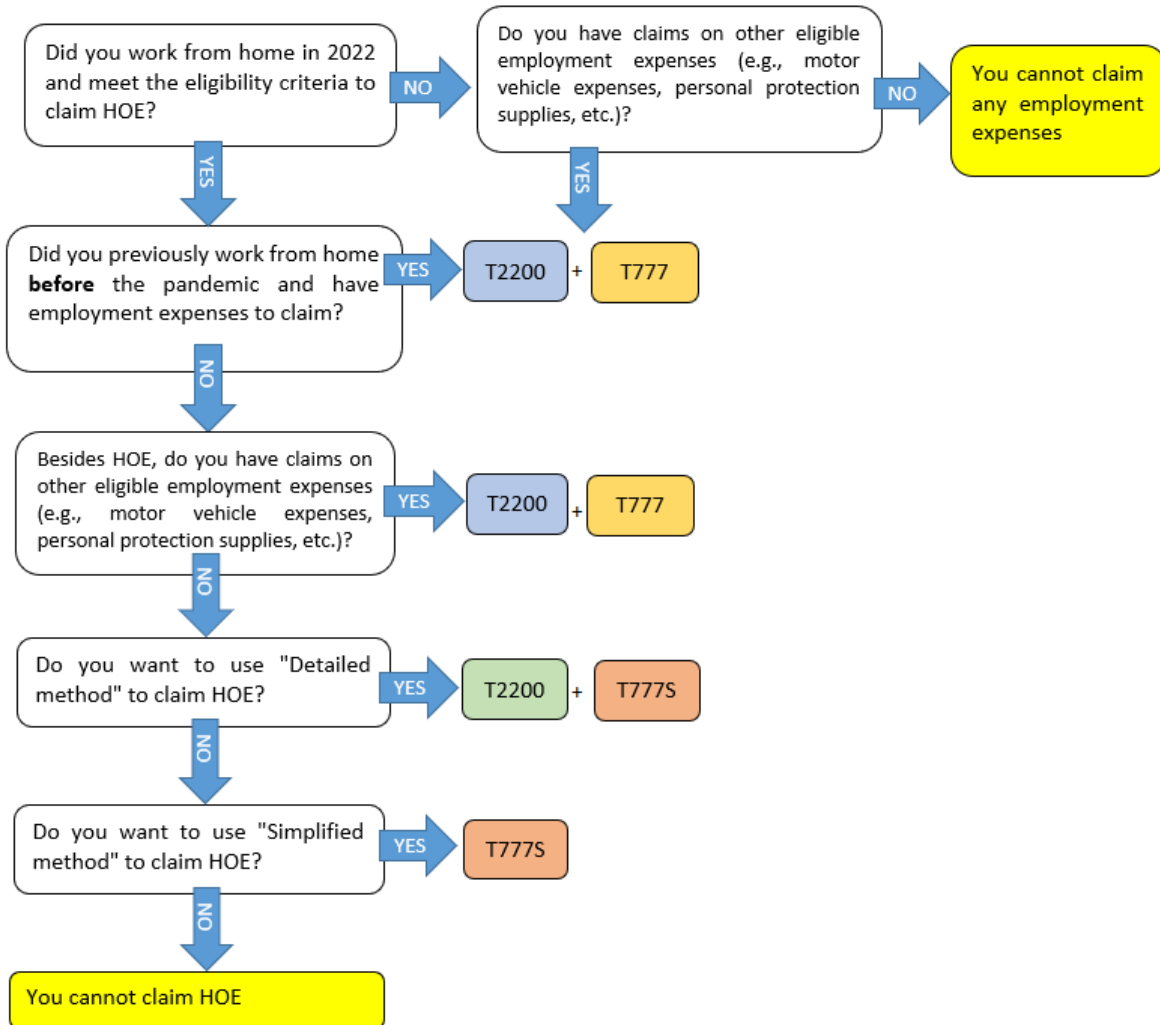 Did you work from home in 2022
and meet the eligibility criteria to
claim HOE?
NO
Do you have claims on other eligible
employment expenses (e.g., motor
vehicle expenses, personal protection
supplies, etc.)?
NO
You cannot claim
any employment
expenses
YES
YES
Did you previously work from home
before the pandemic and have
employment expenses to claim?
YES
T2200 + T777
NO
Besides HOE, do you have claims on
other eligible employment expenses
(e.g., motor vehicle expenses,
personal protection supplies, etc.)?
YES
T2200 + T777
NO
Do you want to use "Detailed
method" to claim HOE?
YES
T2200 + T777S
NO
Do you want to use "Simplified
method" to claim HOE?
YES
T777S
NO
You cannot claim HOE